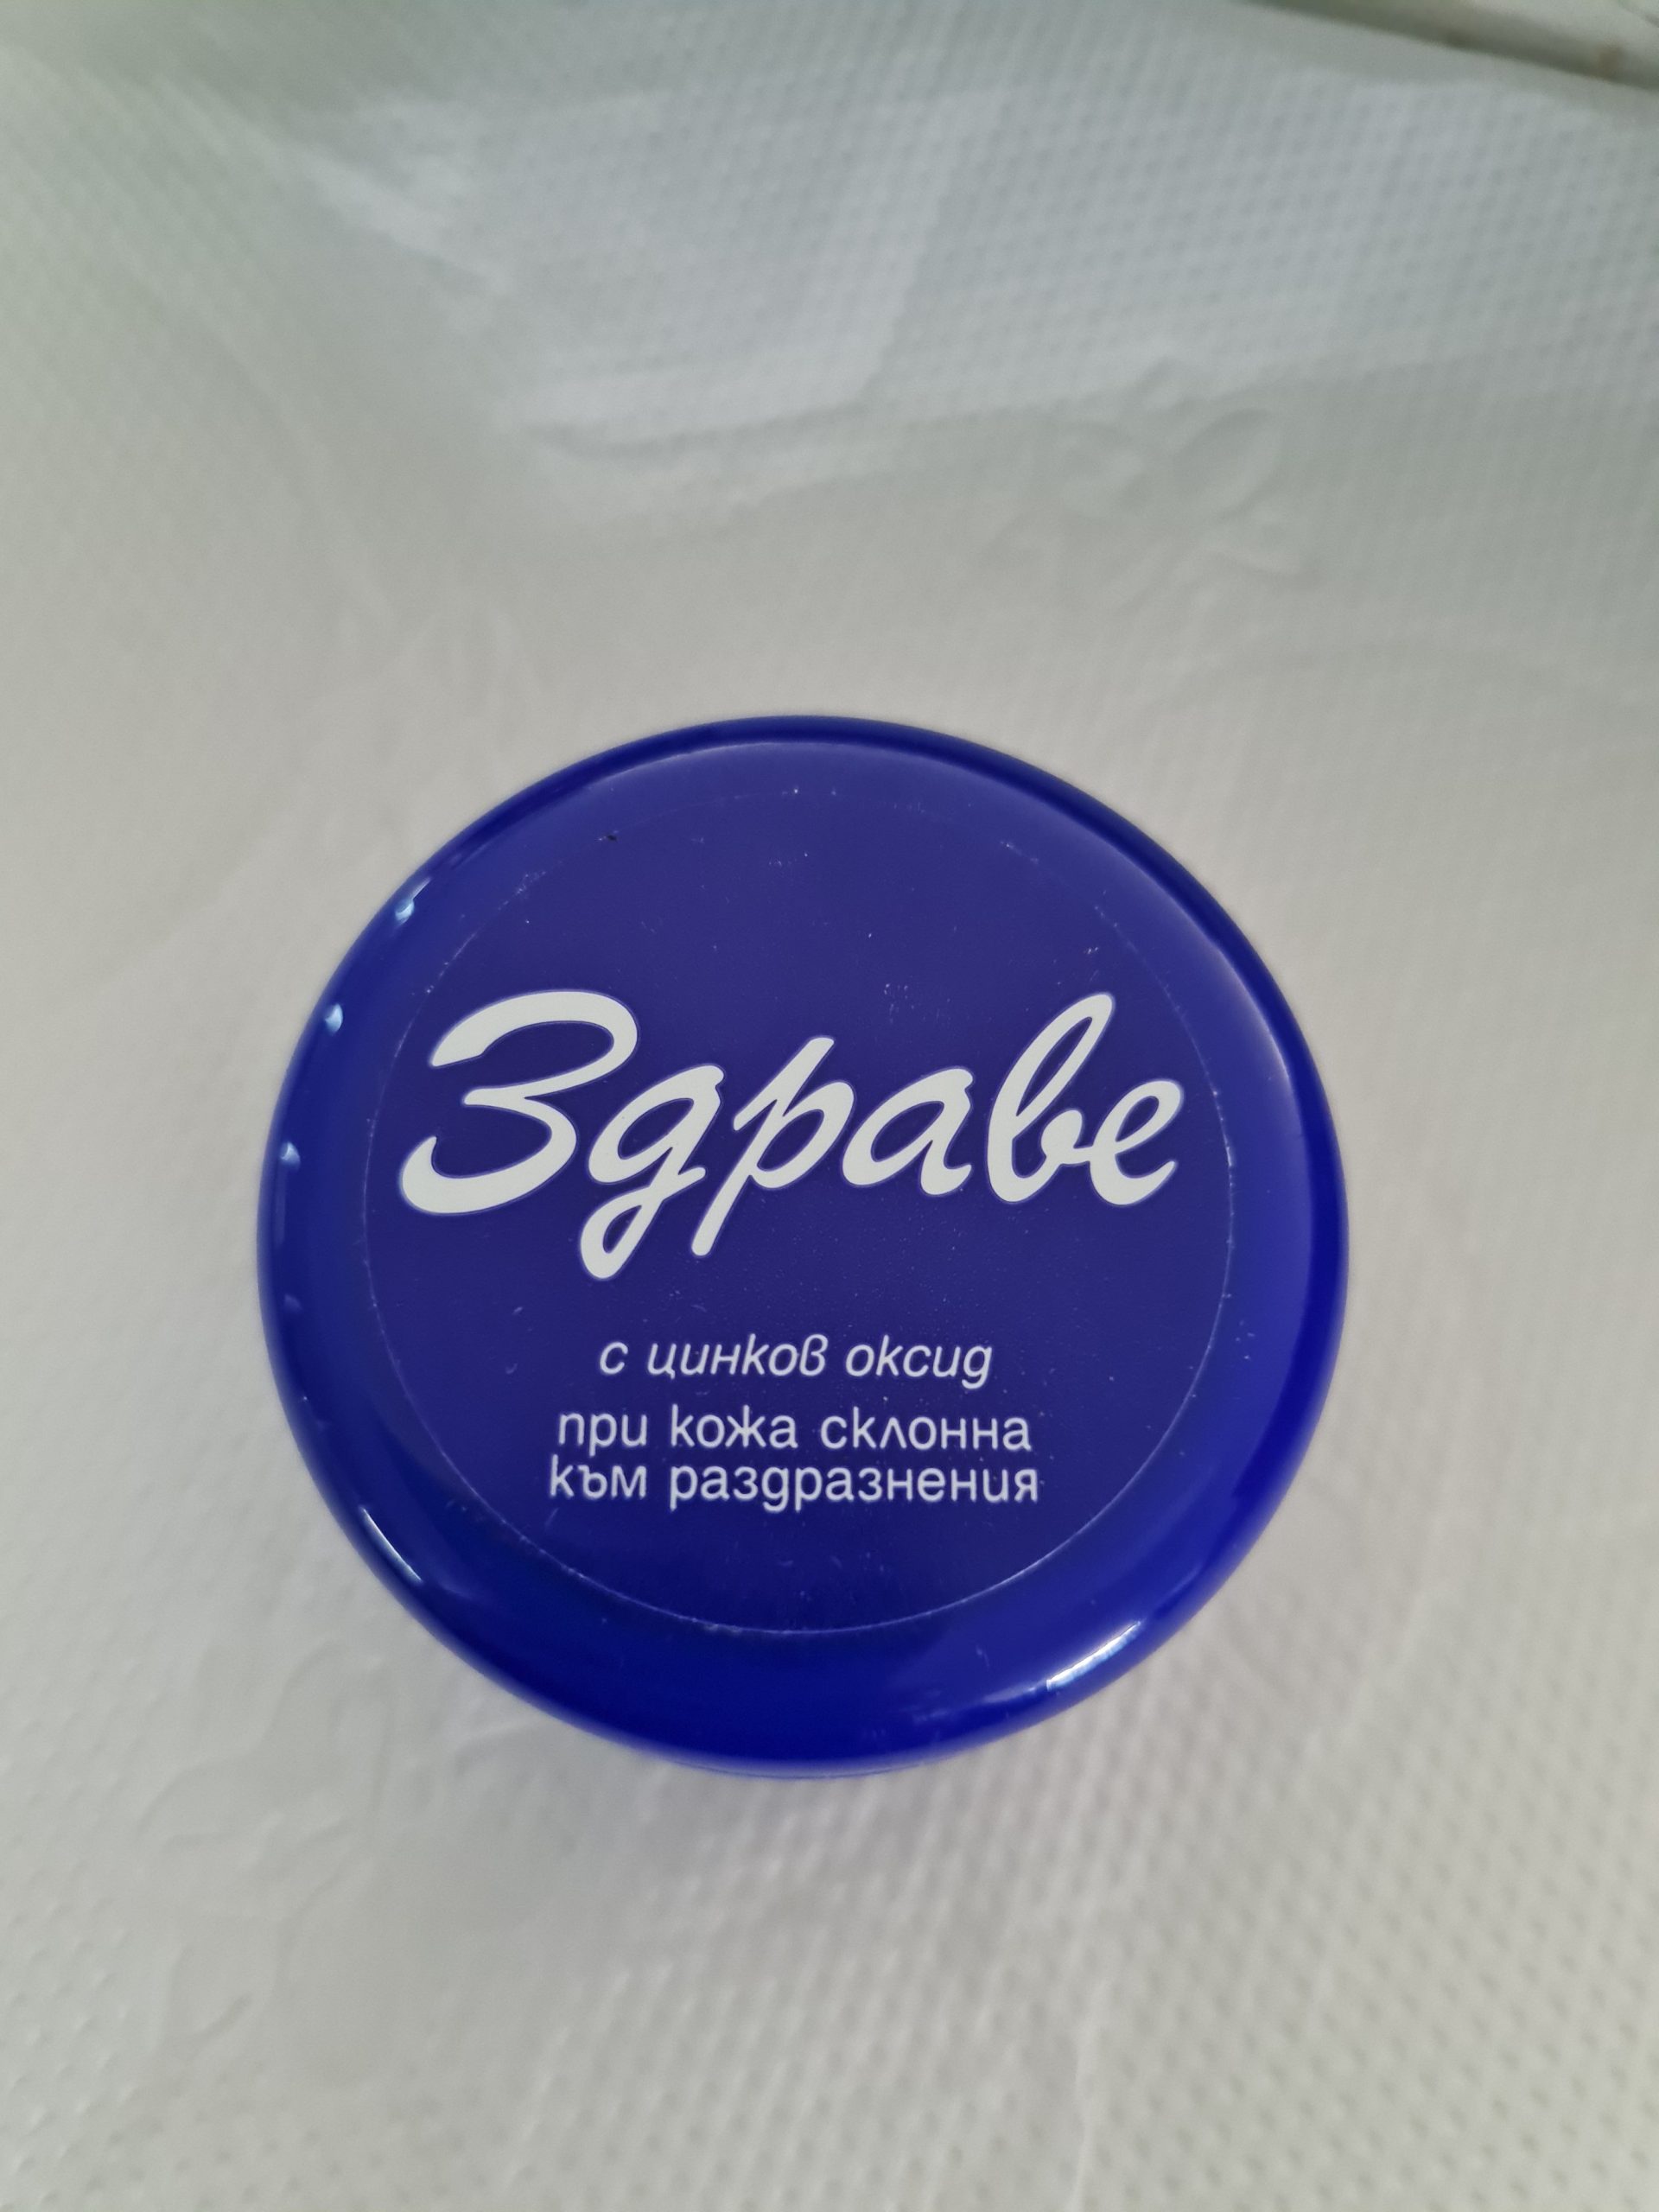 Здраве
с цинков оксид
при кожа склонна
към раздразнения